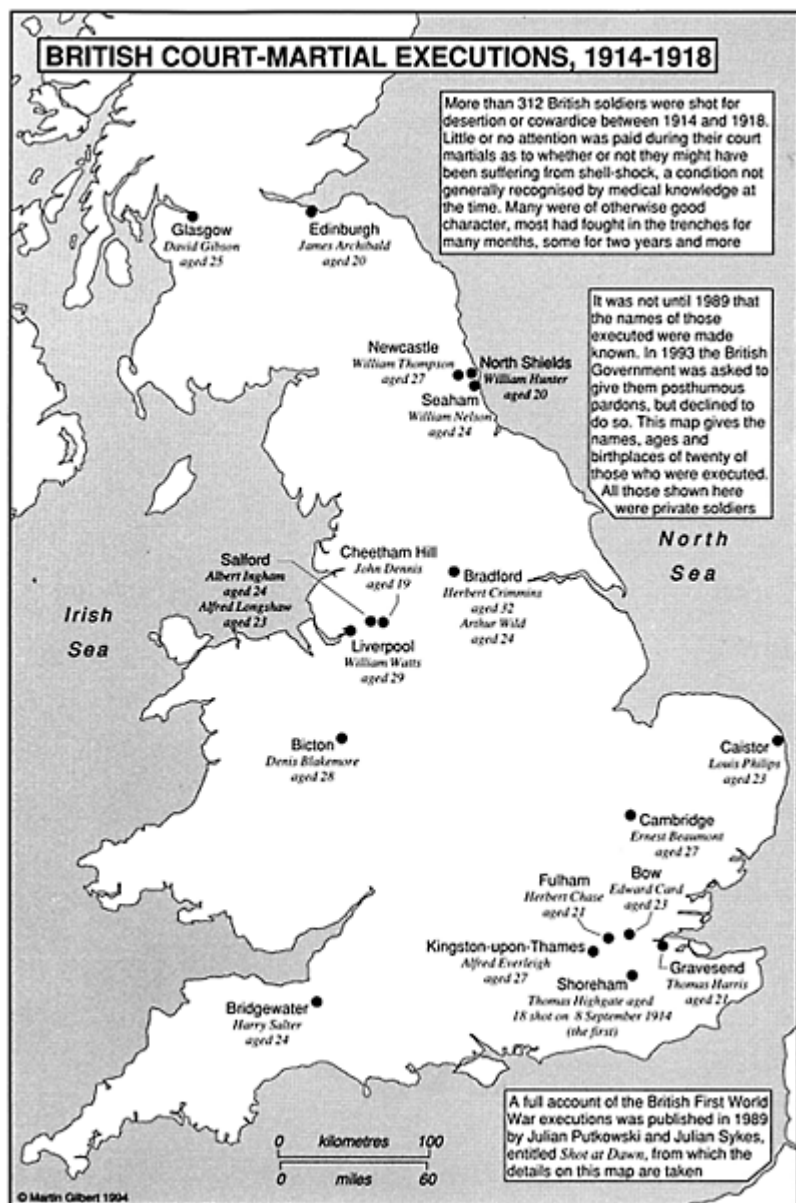 BRITISH COURT-MARTIAL EXECUTIONS, 1914-1918
More than 312 British soldiers were shot for
desertion or cowardice between 1914 and 1918.
Little or no attention was paid during their court
martials as to whether or not they might have
been suffering from shell-shock, a condition not
generally recognised by medical knowledge at
the time. Many were of otherwise good
character, most had fought in the trenches for
many months, some for two years and more
Glasgow
David Gibson
aged 25
Edinburgh
James Archibald
aged 20
It was not until 1989 that
the names of those
executed were made
known. In 1993 the British
Government was asked to
give them posthumous
pardons, but declined to
do so. This map gives the
names, ages and
birthplaces of twenty of
those who were executed.
All those shown here
were private soldiers
Newcastle
William Thompson
aged 27
North Shields
William Hunter
aged 20
Seaham
William Nelson
aged 24
North
Sea
Irish
Sea
Salford
Albert Ingham
aged 24
Alfred Longshaw
aged 23
Cheetham Hill
John Dennis
aged 19
Bradford
Herbert Crimmins
aged 32
Arthur Wild
aged 24
Liverpool
William Watts
aged 29
Bicton
Denis Blakemore
aged 28
Caistor
Louis Philips
aged 23
Cambridge
Ernest Beaumont
aged 27
Bow
Edward Card
aged 23
Fulham
Herbert Chase
aged 21
Kingston-upon-Thames
Alfred Everleigh
aged 27
Gravesend
Thomas Harris
aged 21
Shoreham
Thomas Highgate aged
18 shot on 8 September 1914
(the first)
Bridgewater
Harry Salter
aged 24
0 kilometres 100
0 miles 60
A full account of the British First World
War executions was published in 1989
by Julian Putkowski and Julian Sykes,
entitled Shot at Dawn, from which the
details on this map are taken
© Martin Gilbert 1994